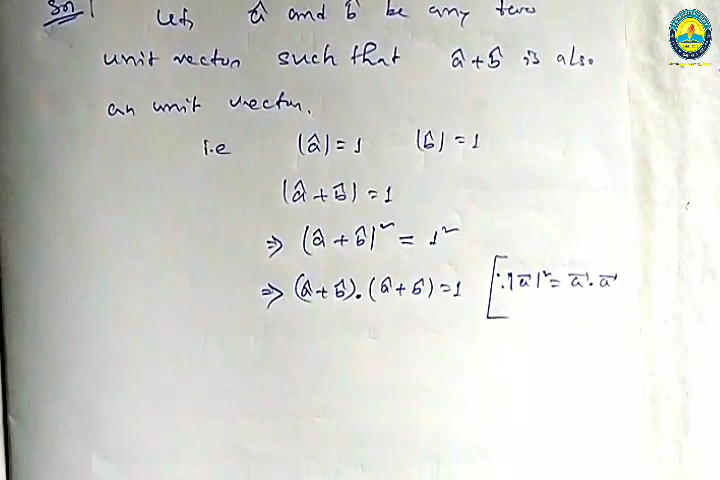 Soln Let, â and b̂ be any two
unit vector such that â + b̂ is also
an unit vector.
i.e |â| = 1 |b̂| = 1
|â + b̂| = 1
⇒ |â + b̂|² = 1²
⇒ (â + b̂).(â + b̂) = 1 [∵ |a⃗|² = a⃗.a⃗